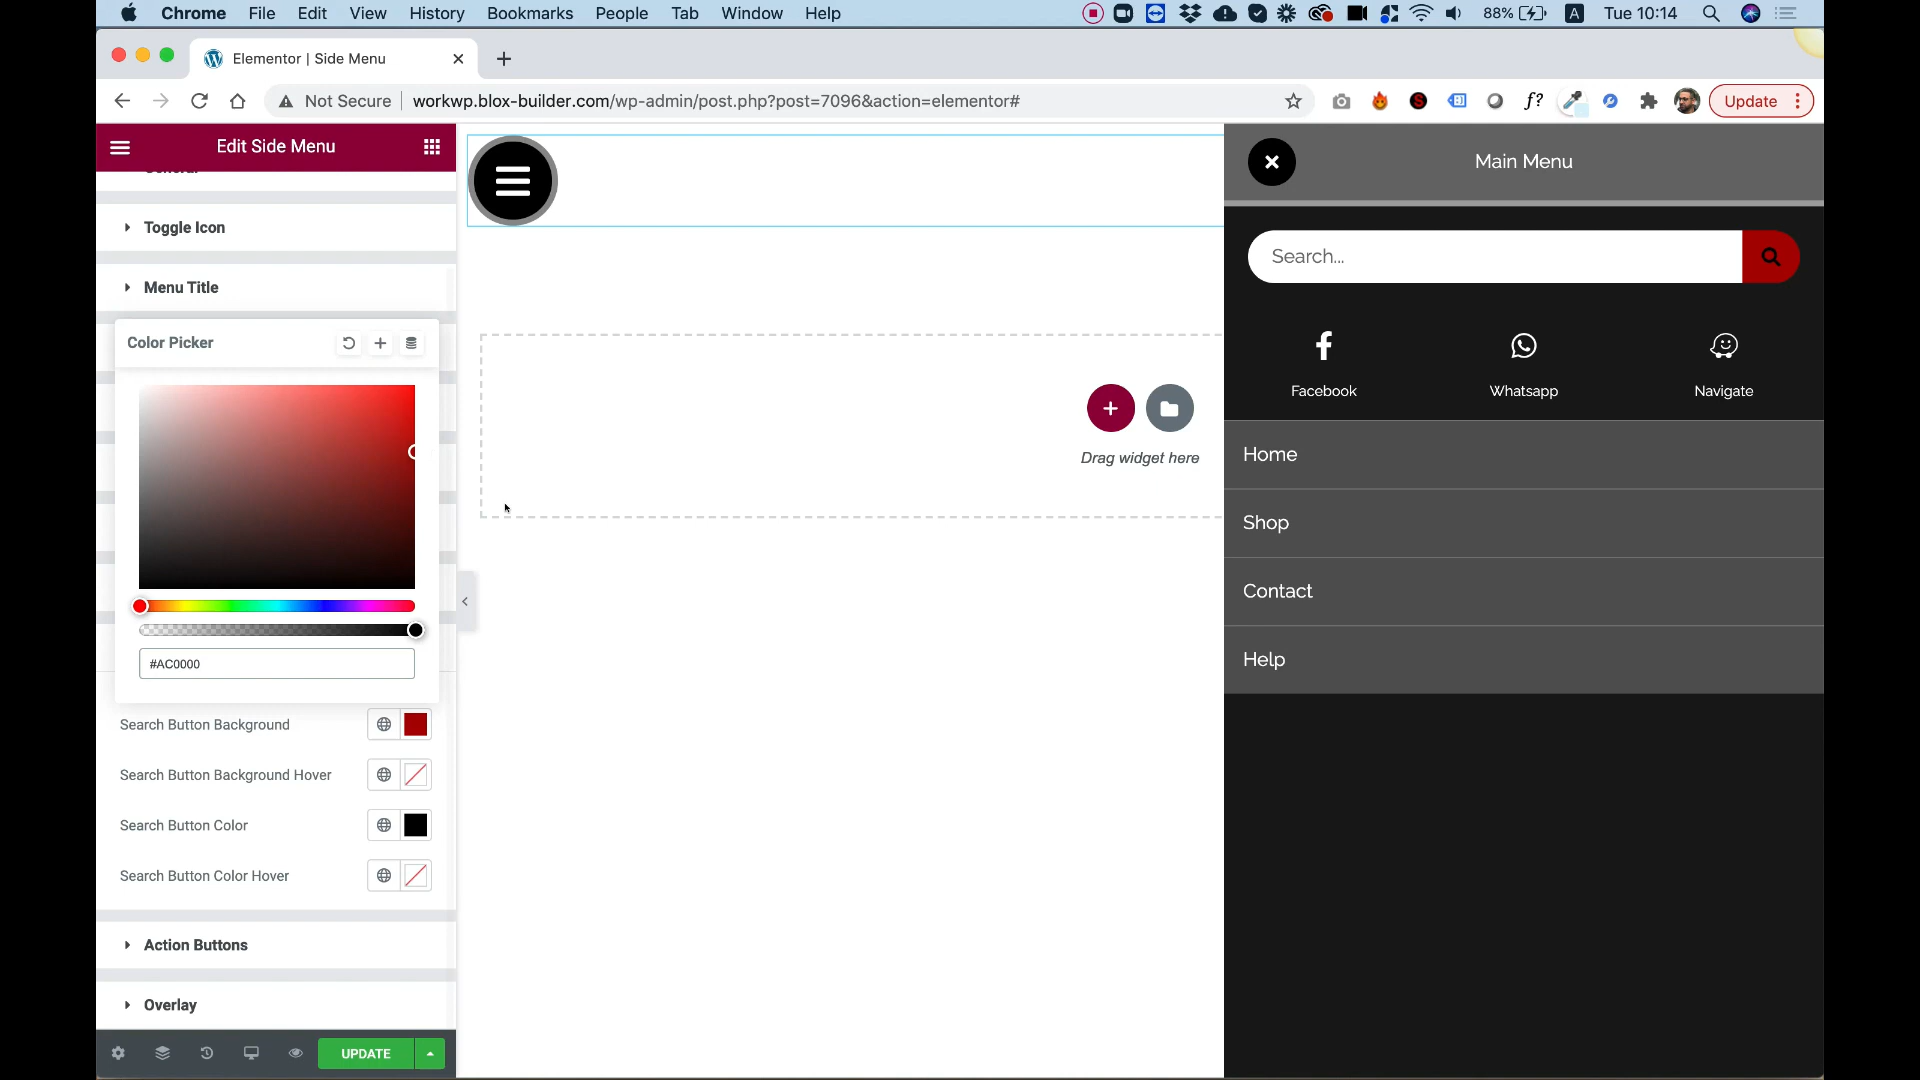 Chrome File Edit View History Bookmarks People Tab Window Help 88% A Tue 10:14
Elementor | Side Menu
Not Secure workwp.blox-builder.com/wp-admin/post.php?post=7096&action=elementor# f? Update
Edit Side Menu
General
Toggle Icon
Menu Title
Color Picker
#AC0000
Search Button Background
Search Button Background Hover
Search Button Color
Search Button Color Hover
Action Buttons
Overlay
UPDATE
Drag widget here
Main Menu
Search...
Facebook Whatsapp Navigate
Home
Shop
Contact
Help